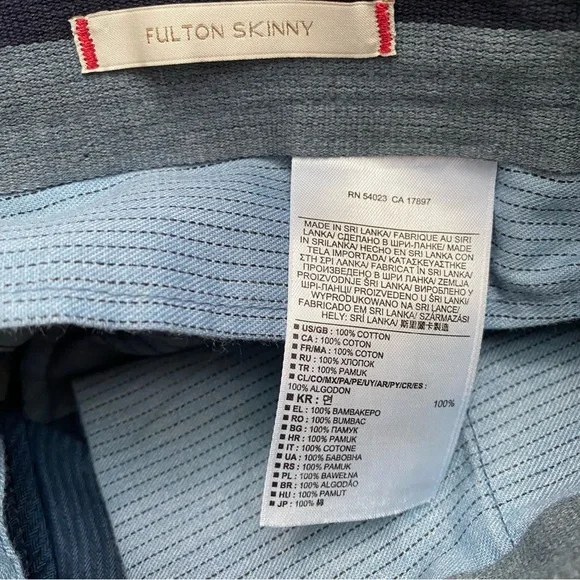 FULTON SKINNY
RN 54023 CA 17897
MADE IN SRI LANKA/ FABRIQUE AU SIRI
LANKA/ СДЕЛАНО В ШРИ-ЛАНКЕ/ MADE
IN SRILANKA/ HECHO EN SRI LANKA CON
TELA IMPORTADA/ ΚΑΤΑΣΚΕΥΑΣΤΗΚΕ
ΣΤΗ ΣΡΙ ΛΑΝΚΑ/ FABRICAT ÎN SRI LANKA/
ПРОИЗВЕДЕНО В ШРИ ЛАНКА/ ZEMLJA
PROIZVODNJE ŠRI LANKA/ ВИРОБЛЕНО У
ШРІ-ЛАНЦІ/ PROIZVEDENO U ŠRI LANCI/
WYPRODUKOWANO NA SRI LANCE/
FABRICADO EM SRI LANKA/ SZÁRMAZÁSI
HELY: SRÍ LANKA/ 斯里蘭卡製造
■ US/GB : 100% COTTON
■ CA : 100% COTON
■ FR/MA : 100% COTON
■ RU : 100% ХЛОПОК
■ TR : 100% PAMUK
■ CL/CO/MX/PA/PE/UY/AR/PY/CR/ES :
100% ALGODON
■ KR : 면 100%
■ EL : 100% ΒΑΜΒΑΚΕΡΟ
■ RO : 100% BUMBAC
■ BG : 100% ПАМУК
■ HR : 100% PAMUK
■ IT : 100% COTONE
■ UA : 100% БАВОВНА
■ RS : 100% PAMUK
■ PL : 100% BAWEŁNA
■ BR : 100% ALGODÃO
■ HU : 100% PAMUT
■ JP : 100% 綿